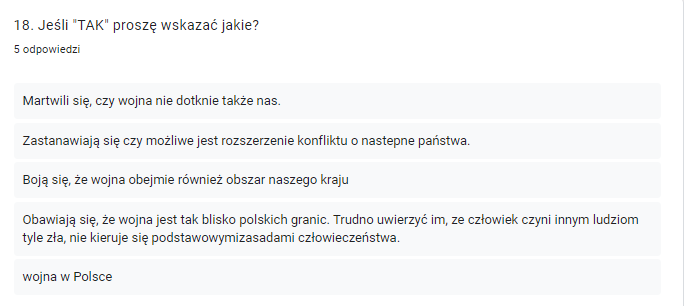 18. Jeśli "TAK" proszę wskazać jakie?
5 odpowiedzi
Martwili się, czy wojna nie dotknie także nas.
Zastanawiają się czy możliwe jest rozszerzenie konfliktu o nastepne państwa.
Boją się, że wojna obejmie również obszar naszego kraju
Obawiają się, że wojna jest tak blisko polskich granic. Trudno uwierzyć im, ze człowiek czyni innym ludziom
tyle zła, nie kieruje się podstawowymizasadami człowieczeństwa.
wojna w Polsce